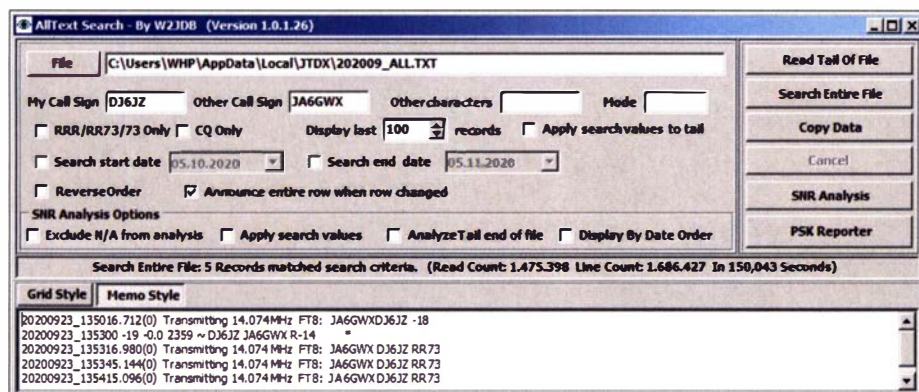 AllText Search - By W2JDB (Version 1.0.1.26)
File C:\Users\WHP\AppData\Local\JTDX\202009_ALL.TXT
Read Tail Of File
My Call Sign DJ6JZ Other Call Sign JA6GWX Other characters Mode
Search Entire File
RRR/RR73/73 Only CQ Only Display last 100 records Apply search values to tail
Copy Data
Search start date 05.10.2020 Search end date 05.11.2020
Cancel
Reverse Order Announce entire row when row changed
SNR Analysis
SNR Analysis Options
Exclude N/A from analysis Apply search values Analyze Tail end of file Display By Date Order
PSK Reporter
Search Entire File: 5 Records matched search criteria. (Read Count: 1.475.398 Line Count: 1.686.427 In 150,043 Seconds)
Grid Style Memo Style
20200923_135016.712(0) Transmitting 14.074MHz FT8: JA6GWXDJ6JZ -18
20200923_135300 -19 -0.0 2359 ~ DJ6JZ JA6GWX R-14 *
20200923_135316.980(0) Transmitting 14.074 MHz FT8: JA6GWX DJ6JZ RR73
20200923_135345.144(0) Transmitting 14.074 MHz FT8: JA6GWX DJ6JZ RR73
20200923_135415.096(0) Transmitting 14.074 MHz FT8: JA6GWX DJ6JZ RR73